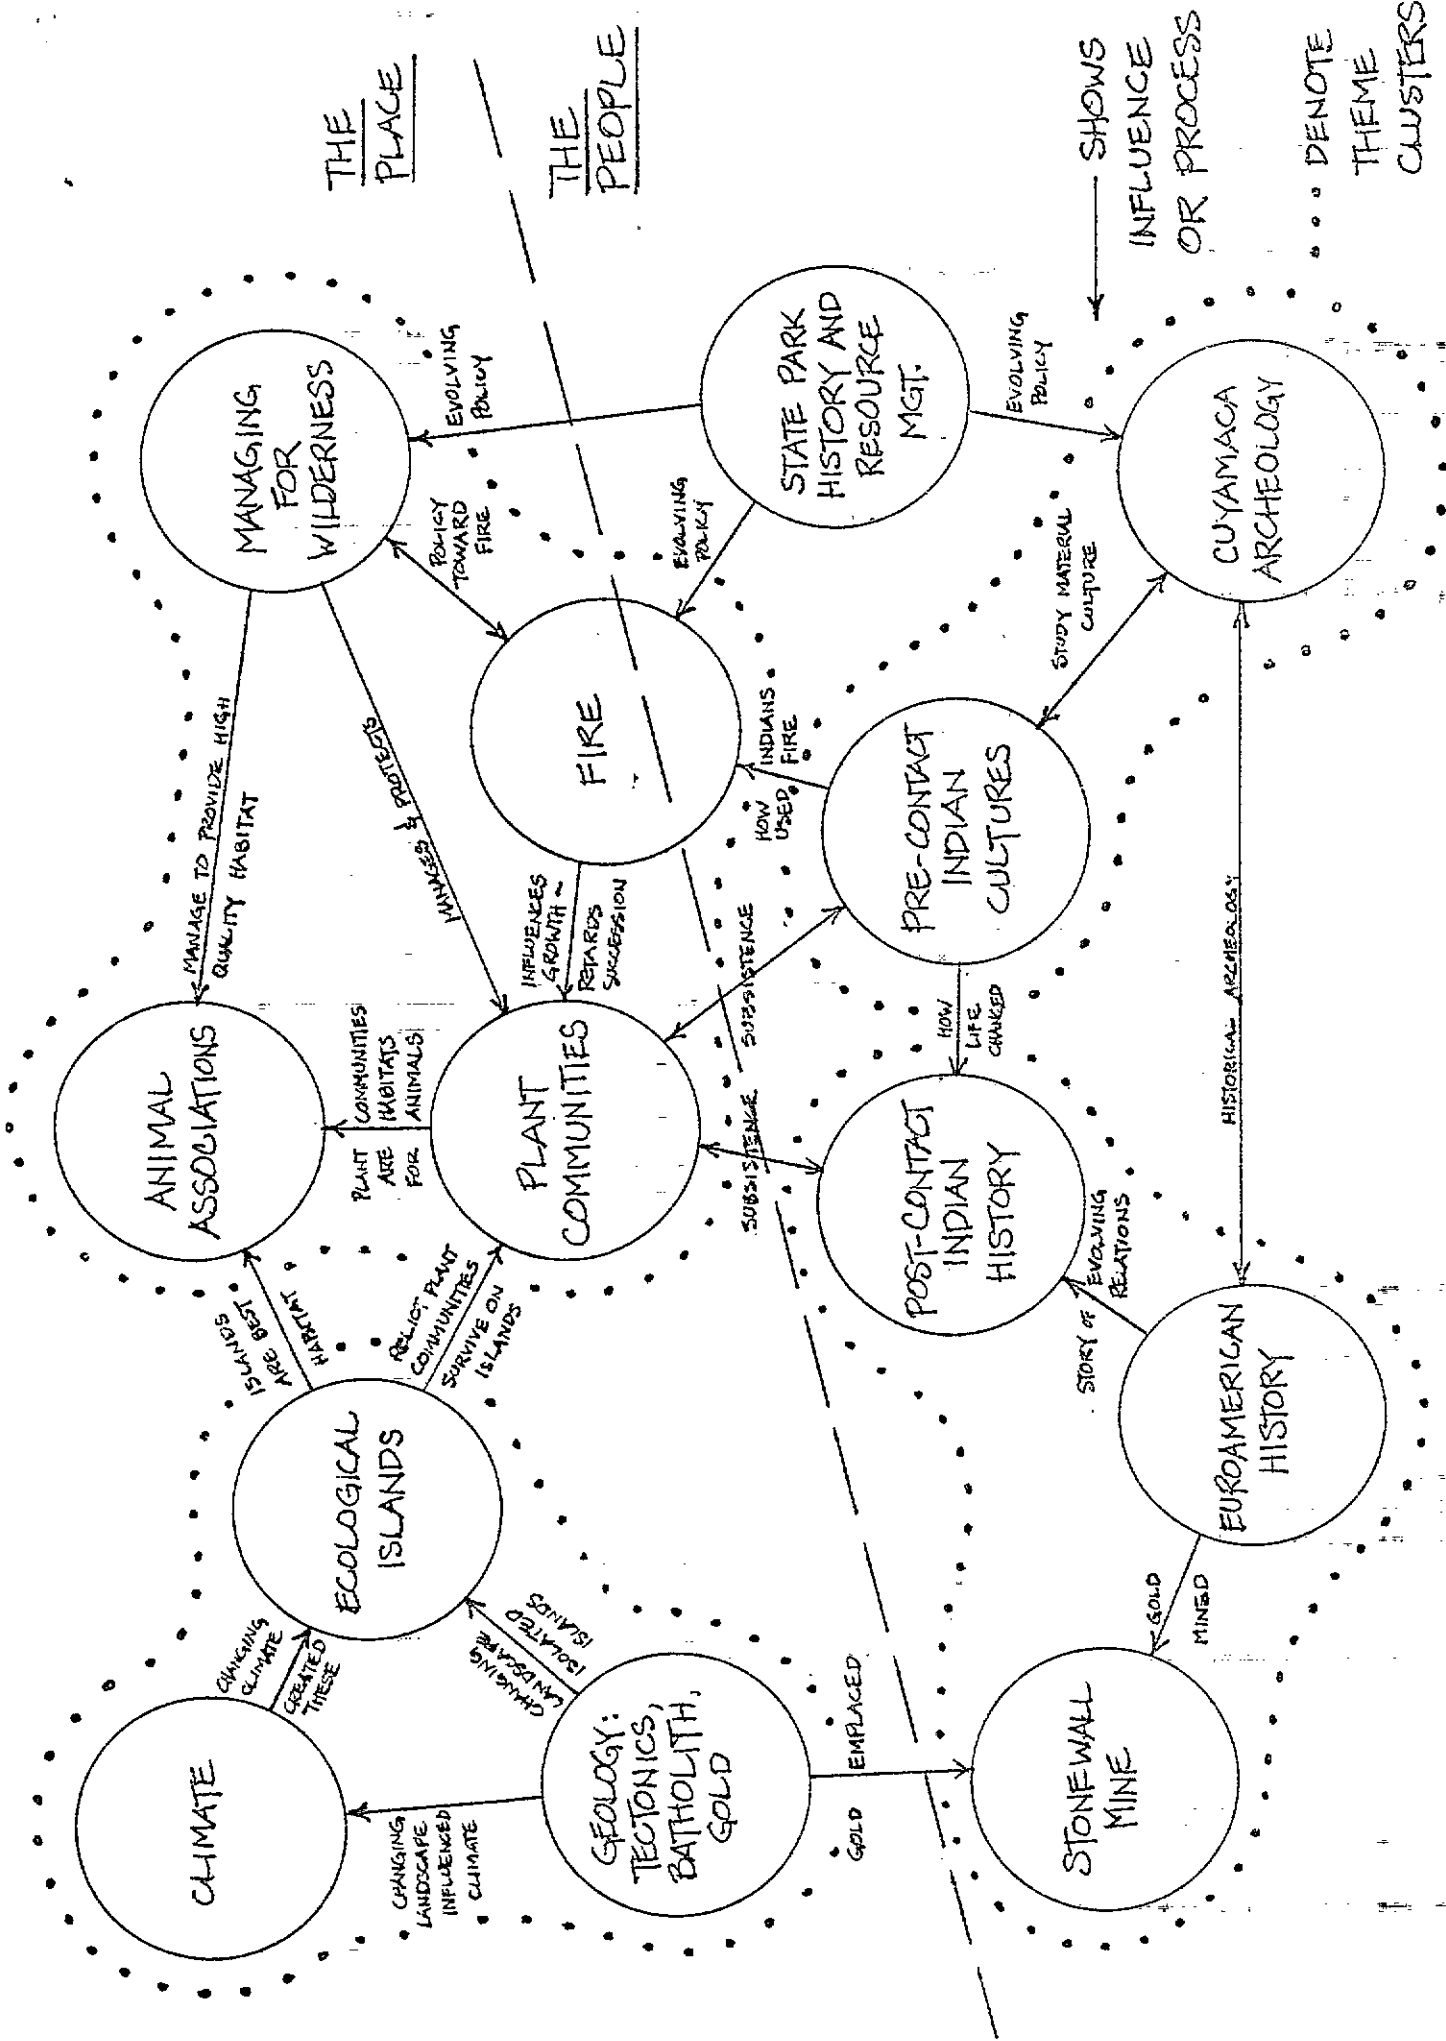 THE
PLACE
THE
PEOPLE
CLIMATE
CHANGING
CLIMATE
CREATED
THESE
CHANGING
LANDSCAPE
INFLUENCED
CLIMATE
GEOLOGY:
TECTONICS,
BATHOLITH,
GOLD
CHANGING
LANDSCAPE
ISOLATED
ISLANDS
ECOLOGICAL
ISLANDS
ISLANDS
ARE BEST
HABITAT
RELICT PLANT
COMMUNITIES
SURVIVE ON
ISLANDS
ANIMAL
ASSOCIATIONS
PLANT COMMUNITIES
ARE HABITATS
FOR ANIMALS
PLANT
COMMUNITIES
MANAGE TO PROVIDE HIGH
QUALITY HABITAT
MANAGES & PROTECTS
MANAGING
FOR
WILDERNESS
POLICY
TOWARD
FIRE
EVOLVING
POLICY
INFLUENCES
GROWTH -
RETARDS
SUCCESSION
FIRE
EVOLVING
POLICY
STATE PARK
HISTORY AND
RESOURCE
MGT.
EVOLVING
POLICY
GOLD EMPLACED
SUBSISTENCE
SUBSISTENCE
HOW INDIANS
USED FIRE
STONEWALL
MINE
GOLD
MINED
EUROAMERICAN
HISTORY
STORY OF EVOLVING
RELATIONS
POST-CONTACT
INDIAN
HISTORY
HOW
LIFE
CHANGED
PRE-CONTACT
INDIAN
CULTURES
STUDY MATERIAL
CULTURE
HISTORICAL ARCHEOLOGY
CUYAMACA
ARCHEOLOGY
SHOWS
INFLUENCE
OR PROCESS
DENOTE
THEME
CLUSTERS